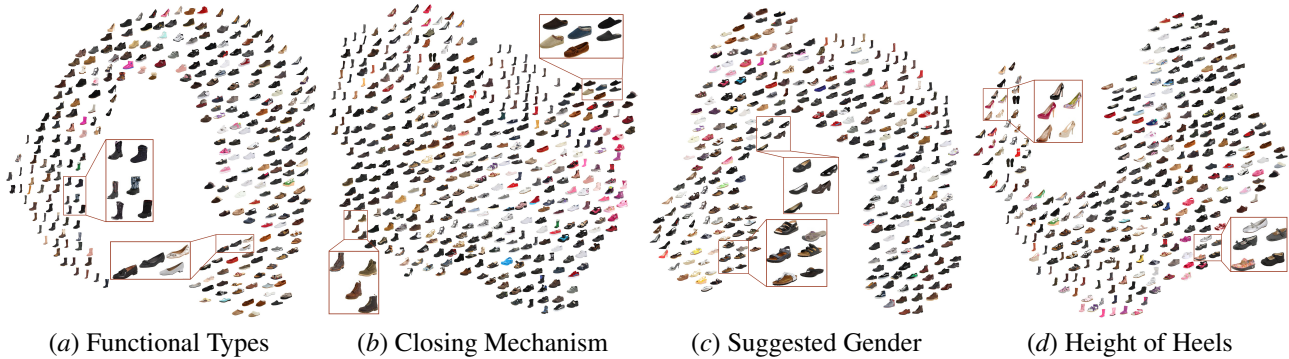 (a) Functional Types
(b) Closing Mechanism
(c) Suggested Gender
(d) Height of Heels